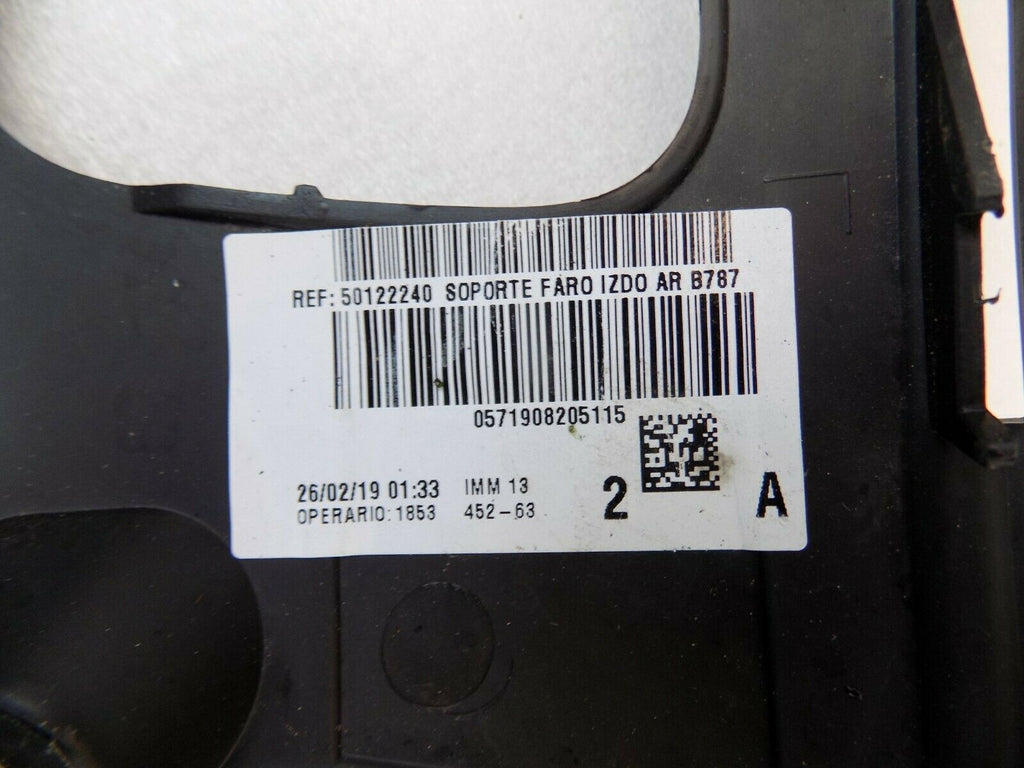 REF: 50122240 SOPORTE FARO IZDO AR B787
0571908205115
26/02/19 01:33 IMM 13
OPERARIO: 1853 452-63
2 A